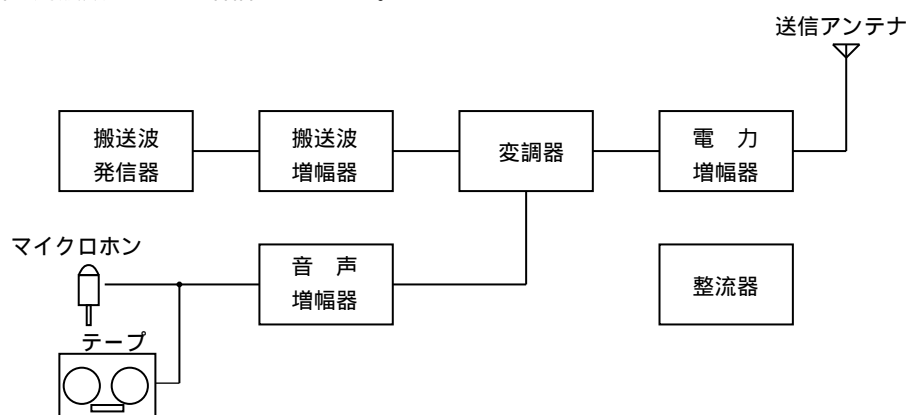 送信アンテナ
搬送波
発信器
搬送波
増幅器
変調器
電 力
増幅器
マイクロホン
音 声
増幅器
整流器
テープ